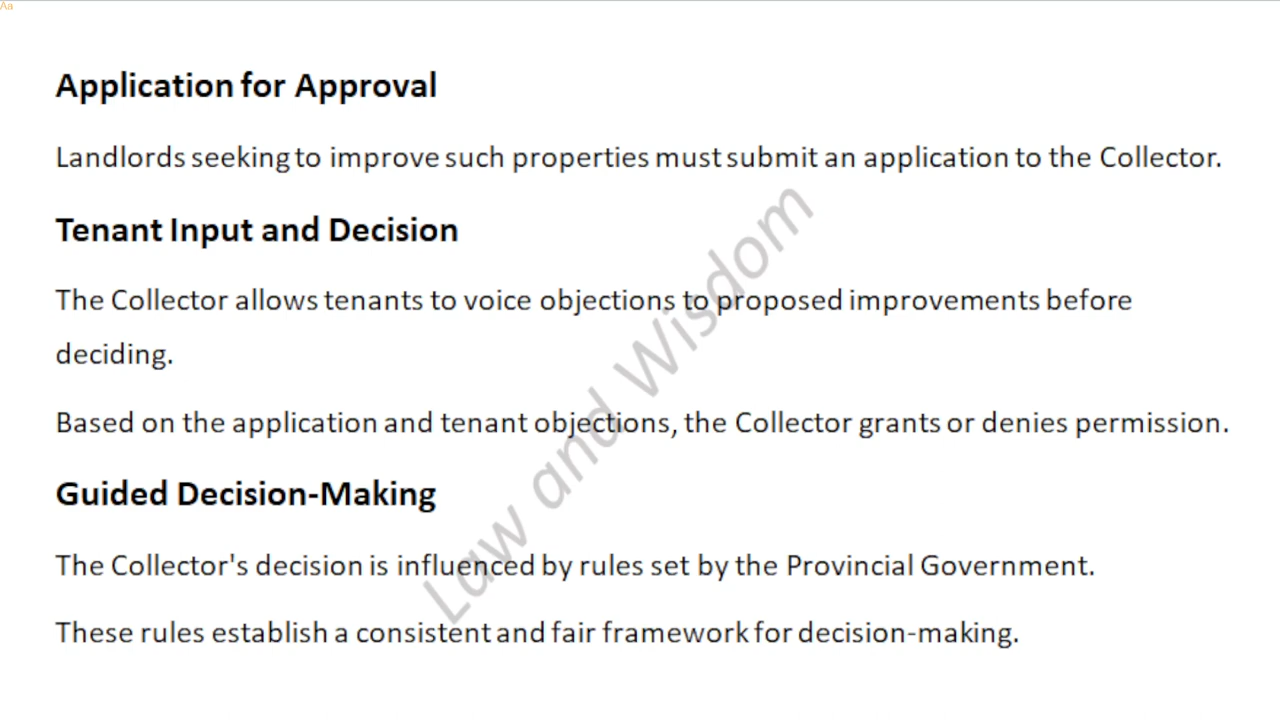 Aa
Application for Approval
Landlords seeking to improve such properties must submit an application to the Collector.
Tenant Input and Decision
The Collector allows tenants to voice objections to proposed improvements before
deciding.
Based on the application and tenant objections, the Collector grants or denies permission.
Guided Decision-Making
The Collector's decision is influenced by rules set by the Provincial Government.
These rules establish a consistent and fair framework for decision-making.
Law and Wisdom